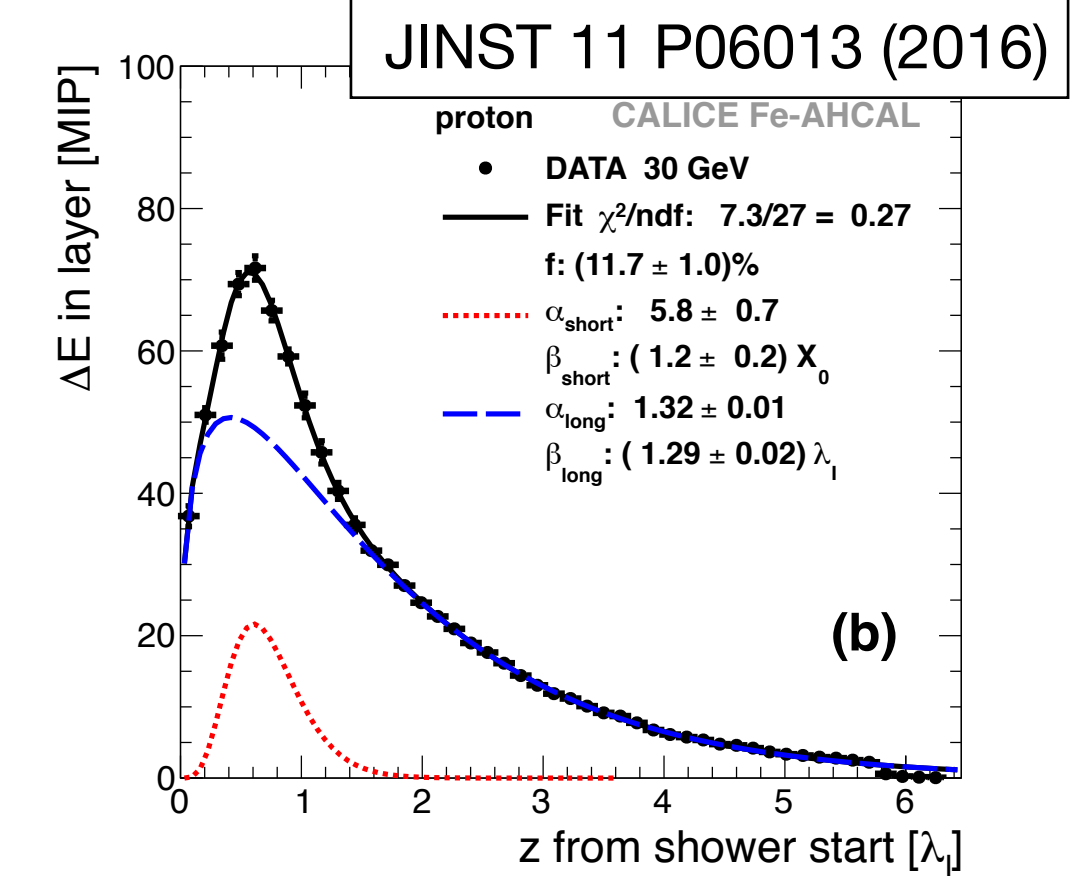 JINST 11 P06013 (2016)
proton CALICE Fe-AHCAL
DATA 30 GeV
Fit χ²/ndf: 7.3/27 = 0.27
f: (11.7 ± 1.0)%
α_short: 5.8 ± 0.7
β_short: ( 1.2 ± 0.2) X_0
α_long: 1.32 ± 0.01
β_long: ( 1.29 ± 0.02) λ_I
(b)
ΔE in layer [MIP]
100
80
60
40
20
0
0 1 2 3 4 5 6
z from shower start [λ_I]